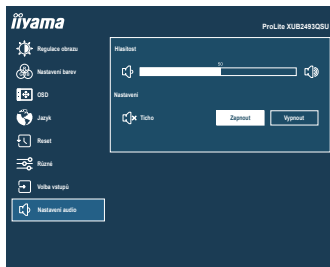 iiyama
ProLite XUB2493QSU
Regulace obrazu
Nastavení barev
OSD
Jazyk
Reset
Různé
Volba vstupů
Nastavení audio
Hlasitost
50
Nastavení
Ticho
Zapnout
Vypnout